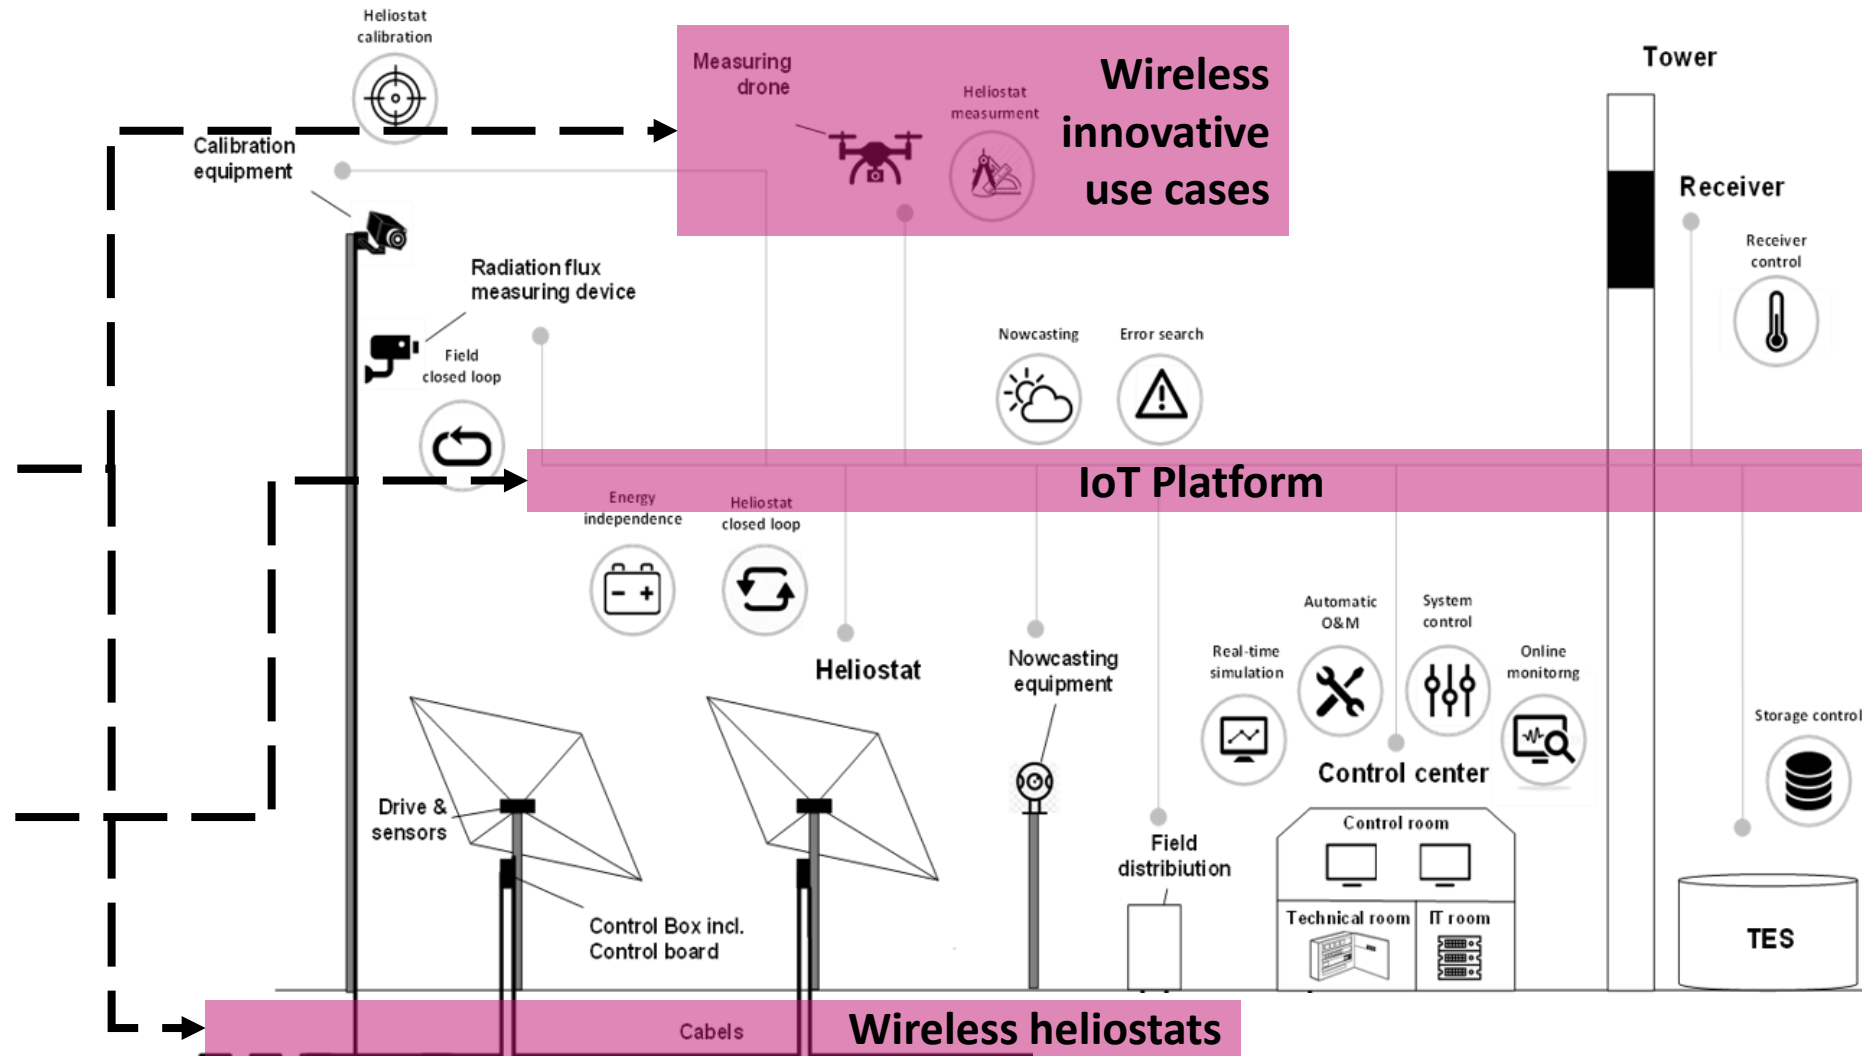 Heliostat
calibration
Measuring
drone
Heliostat
measurment
Wireless
innovative
use cases
Tower
Calibration
equipment
Receiver
Receiver
control
Radiation flux
measuring device
Field
closed loop
Nowcasting
Error search
IoT Platform
Energy
independence
Heliostat
closed loop
Heliostat
Nowcasting
equipment
Real-time
simulation
Automatic
O&M
System
control
Online
monitorng
Storage control
Control center
Drive &
sensors
Control Box incl.
Control board
Field
distribiution
Control room
Technical room
IT room
TES
Cabels
Wireless heliostats